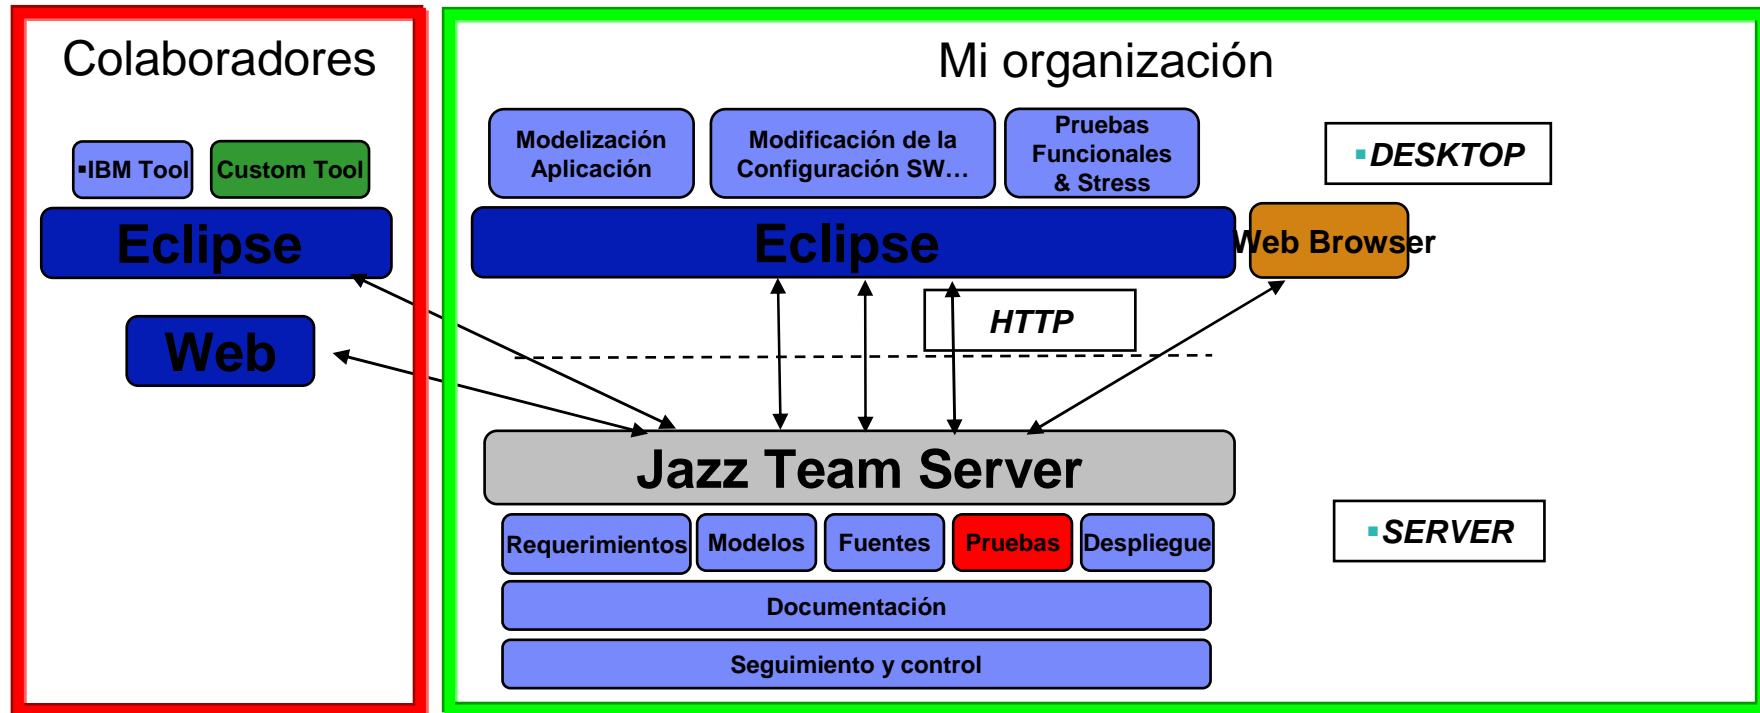 Colaboradores
Mi organización
▪IBM Tool
Custom Tool
Eclipse
Web
Modelización
Aplicación
Modificación de la
Configuración SW…
Pruebas
Funcionales
& Stress
▪DESKTOP
Eclipse
Web Browser
HTTP
Jazz Team Server
Requerimientos
Modelos
Fuentes
Pruebas
Despliegue
▪SERVER
Documentación
Seguimiento y control